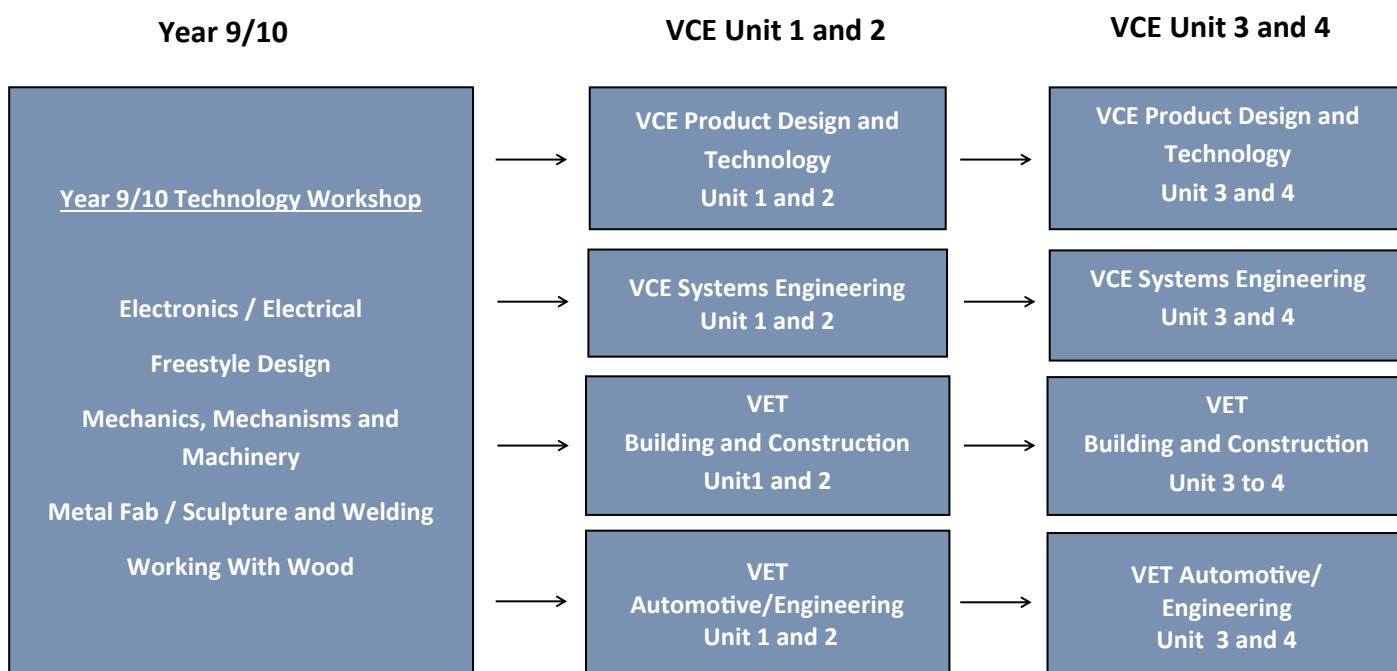 Year 9/10
VCE Unit 1 and 2
VCE Unit 3 and 4
Year 9/10 Technology Workshop
Electronics / Electrical
Freestyle Design
Mechanics, Mechanisms and
Machinery
Metal Fab / Sculpture and Welding
Working With Wood
VCE Product Design and
Technology
Unit 1 and 2
VCE Product Design and
Technology
Unit 3 and 4
VCE Systems Engineering
Unit 1 and 2
VCE Systems Engineering
Unit 3 and 4
VET
Building and Construction
Unit1 and 2
VET
Building and Construction
Unit 3 to 4
VET
Automotive/Engineering
Unit 1 and 2
VET Automotive/
Engineering
Unit  3 and 4